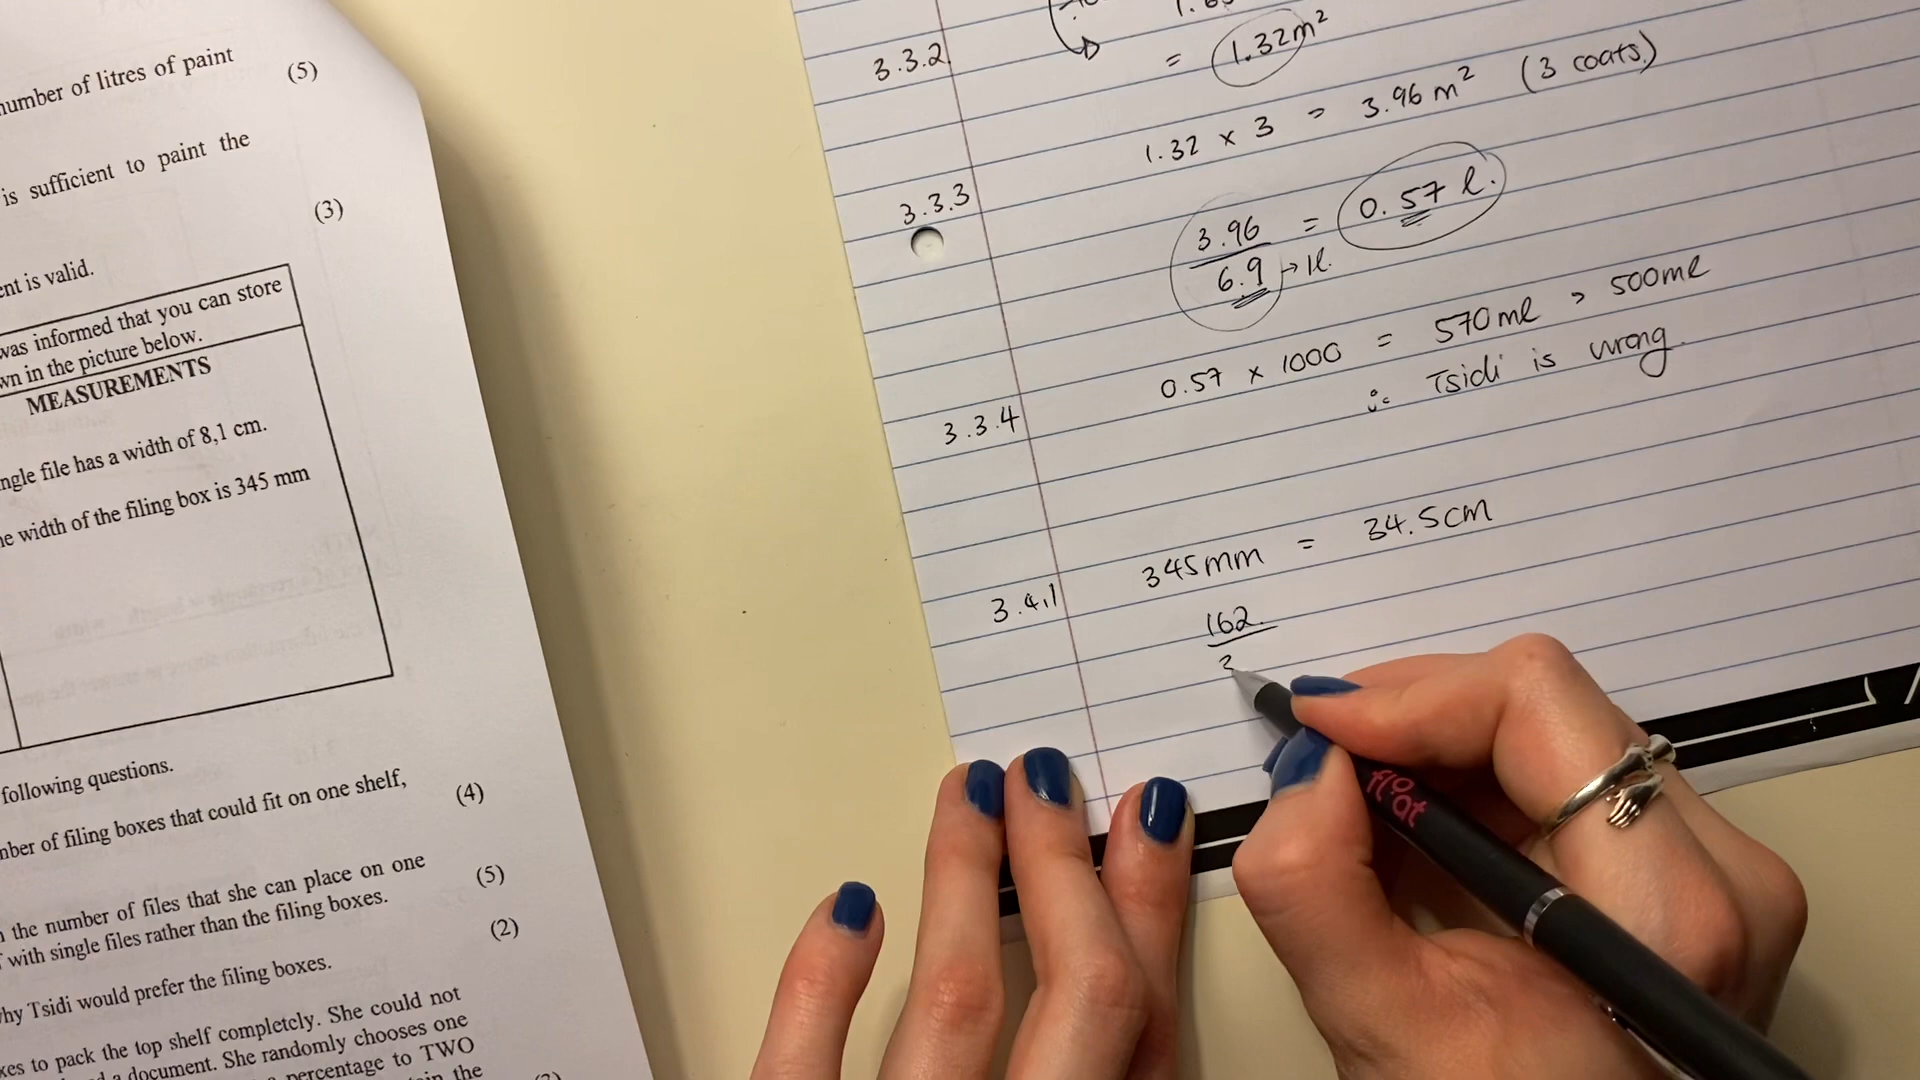 number of litres of paint
(5)
is sufficient to paint the
(3)
ent is valid.
was informed that you can store
wn in the picture below.
MEASUREMENTS
ngle file has a width of 8,1 cm.
he width of the filing box is 345 mm
following questions.
nber of filing boxes that could fit on one shelf,
(4)
n the number of files that she can place on one
with single files rather than the filing boxes.
(5)
(2)
hy Tsidi would prefer the filing boxes.
xes to pack the top shelf completely. She could not
a document. She randomly chooses one
percentage to TWO
the
3.3.2
= 1.32m²
1.32 x 3 = 3.96 m² (3 coats.)
3.3.3
3.96
6.9 → 1l.
= 0.57 l.
0.57 x 1000 = 570ml > 500ml
∴ Tsidi is wrong
3.3.4
345mm = 34.5cm
3.4.1
162.
3
float